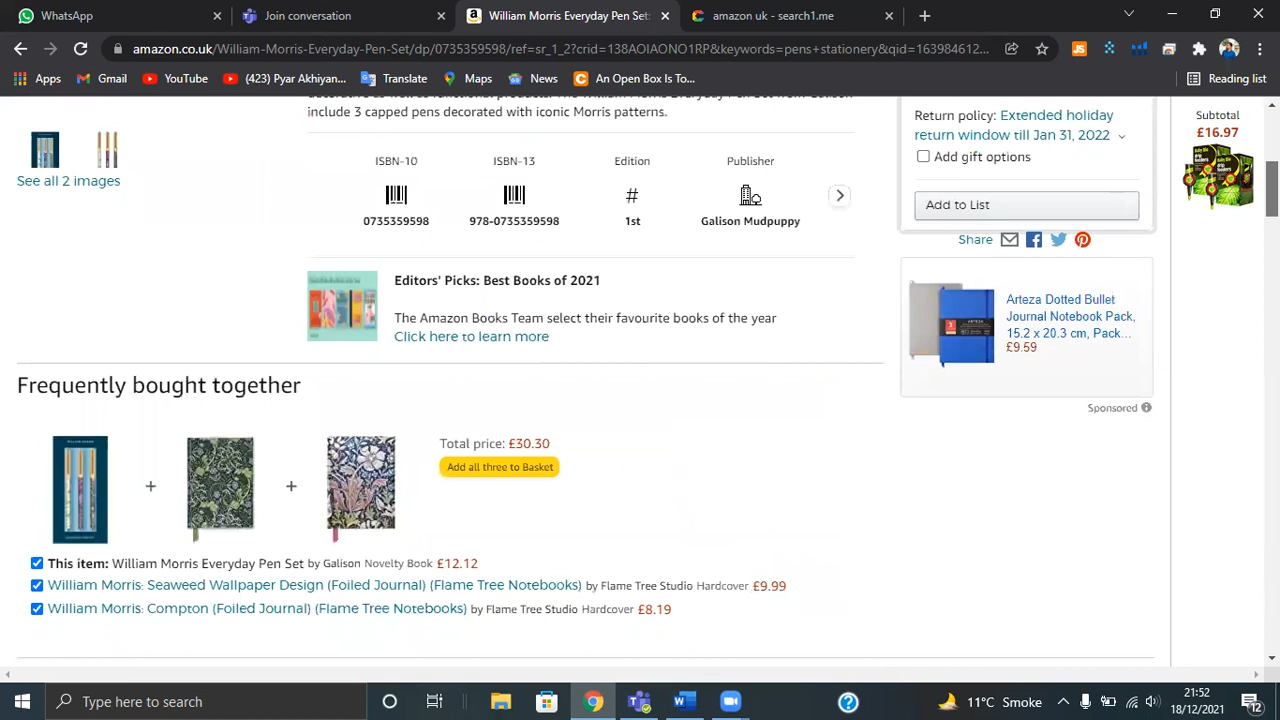 WhatsApp
Join conversation
William Morris Everyday Pen Set
amazon uk - search1.me
amazon.co.uk/William-Morris-Everyday-Pen-Set/dp/0735359598/ref=sr_1_2?crid=138AOIAONO1RP&keywords=pens+stationery&qid=163984612...
Apps
Gmail
YouTube
(423) Pyar Akhiyan...
Translate
Maps
News
An Open Box Is To...
Reading list
include 3 capped pens decorated with iconic Morris patterns.
See all 2 images
ISBN-10
0735359598
ISBN-13
978-0735359598
Edition
#
1st
Publisher
Galison Mudpuppy
Editors' Picks: Best Books of 2021
The Amazon Books Team select their favourite books of the year
Click here to learn more
Return policy: Extended holiday
return window till Jan 31, 2022
Add gift options
Add to List
Share
Arteza Dotted Bullet
Journal Notebook Pack,
15.2 x 20.3 cm, Pack...
£9.59
Sponsored
Subtotal
£16.97
Frequently bought together
+
+
Total price: £30.30
Add all three to Basket
This item: William Morris Everyday Pen Set by Galison Novelty Book £12.12
William Morris: Seaweed Wallpaper Design (Foiled Journal) (Flame Tree Notebooks) by Flame Tree Studio Hardcover £9.99
William Morris: Compton (Foiled Journal) (Flame Tree Notebooks) by Flame Tree Studio Hardcover £8.19
Type here to search
11°C Smoke
21:52
18/12/2021
12